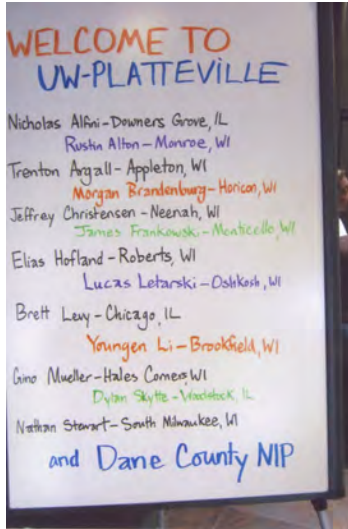 WELCOME TO
UW-PLATTEVILLE
Nicholas Alfini-Downers Grove, IL
Rustin Alton-Monroe, WI
Trenton Argall-Appleton, WI
Morgan Brandenburg-Horicon, WI
Jeffrey Christensen-Neenah, WI
James Frankowski-Monticello, WI
Elias Hofland-Roberts, WI
Lucas Letarski-Oshkosh, WI
Brett Levy-Chicago, IL
Youngen Li-Brookfield, WI
Gino Mueller-Hales Corners, WI
Dylan Skytte-Woodstock, IL
Nathan Stewart-South Milwaukee, WI
and Dane County NIP